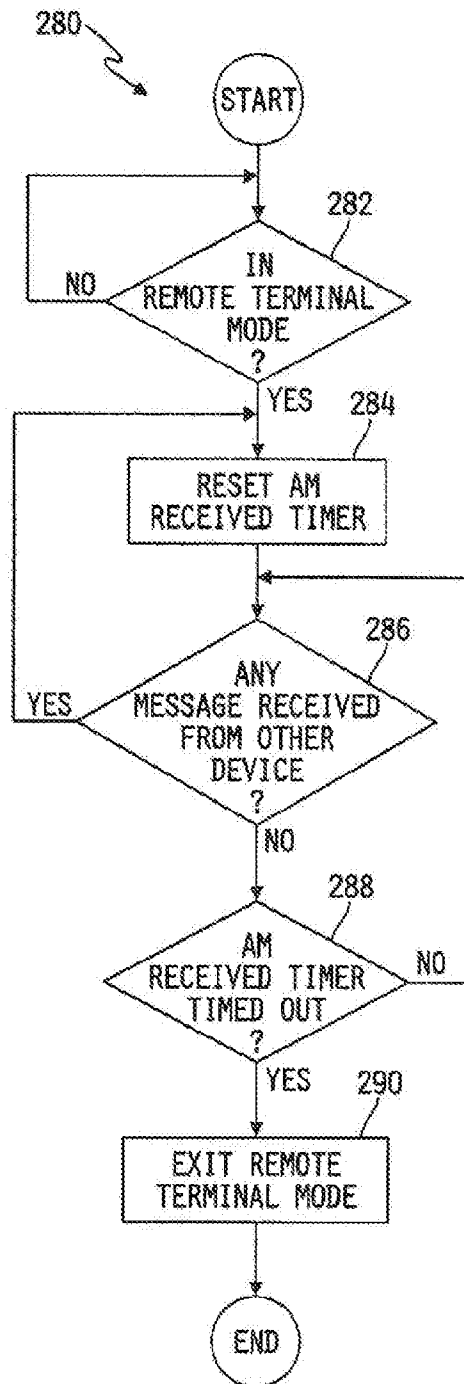 280
START
282
IN
REMOTE TERMINAL
MODE
?
NO
YES
284
RESET AM
RECEIVED TIMER
286
ANY
MESSAGE RECEIVED
FROM OTHER
DEVICE
?
YES
NO
288
AM
RECEIVED TIMER
TIMED OUT
?
NO
YES
290
EXIT REMOTE
TERMINAL MODE
END